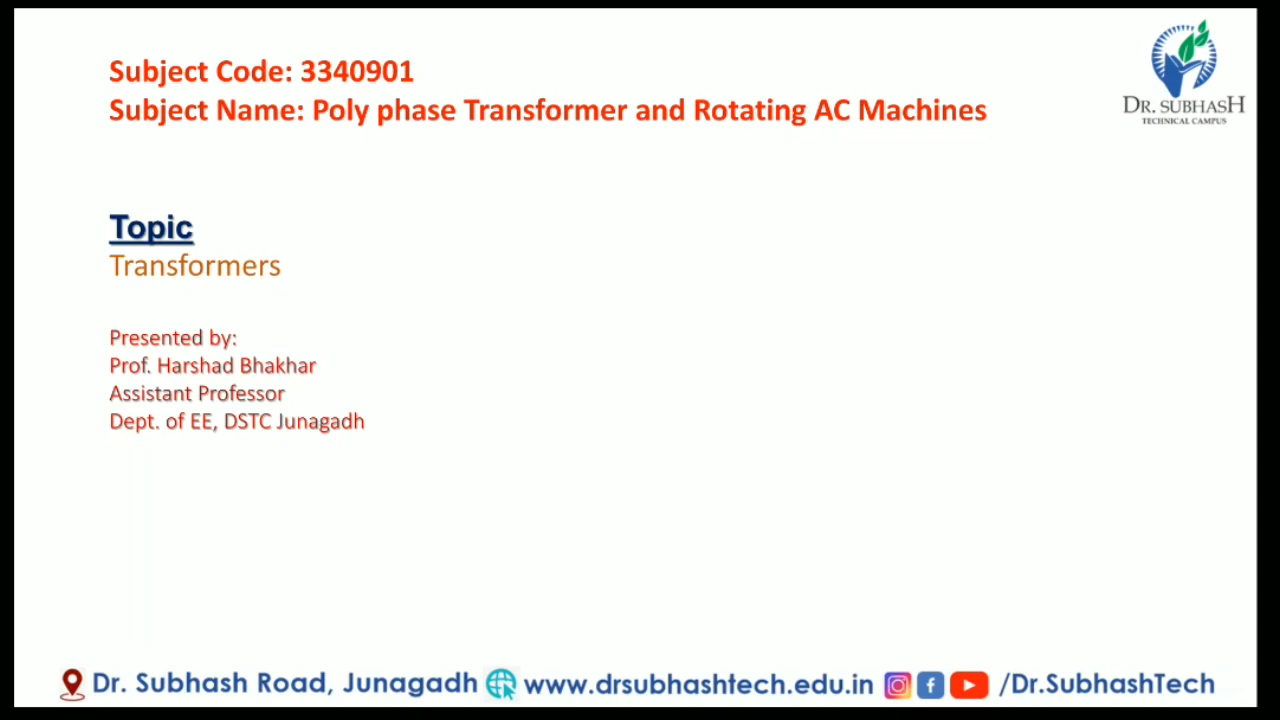 Subject Code: 3340901
Subject Name: Poly phase Transformer and Rotating AC Machines
DR. SUBHASH
TECHNICAL CAMPUS
Topic
Transformers
Presented by:
Prof. Harshad Bhakhar
Assistant Professor
Dept. of EE, DSTC Junagadh
Dr. Subhash Road, Junagadh www.drsubhashtech.edu.in /Dr.SubhashTech